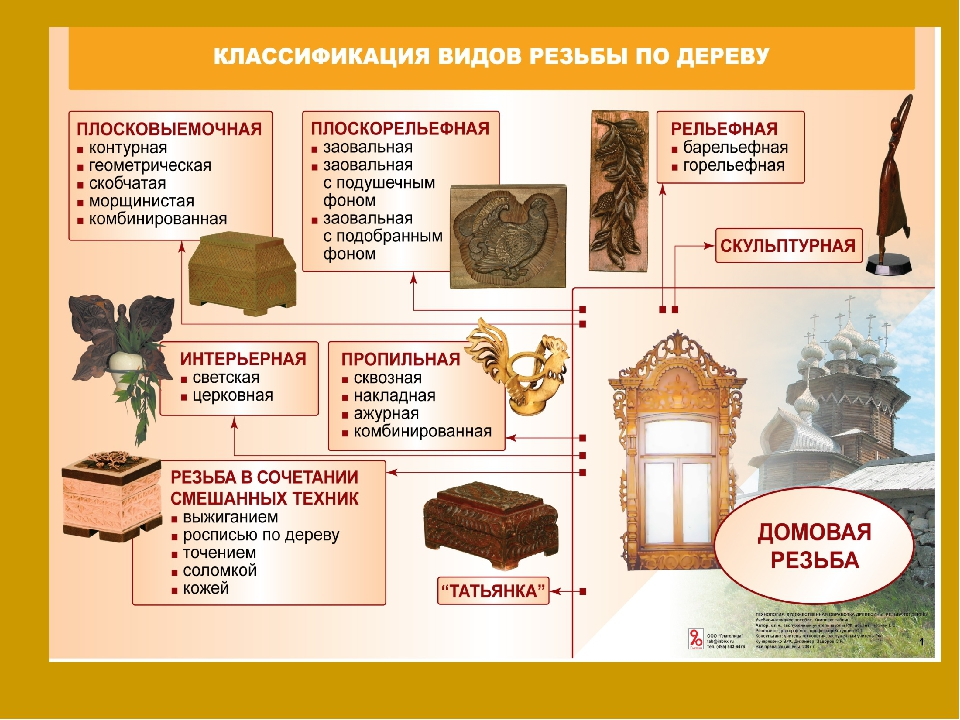 КЛАССИФИКАЦИЯ ВИДОВ РЕЗЬБЫ ПО ДЕРЕВУ
ПЛОСКОВЫЕМОЧНАЯ
■ контурная
■ геометрическая
■ скобчатая
■ морщинистая
■ комбинированная
ПЛОСКОРЕЛЬЕФНАЯ
■ заовальная
■ заовальная
с подушечным
фоном
■ заовальная
с подобранным
фоном
РЕЛЬЕФНАЯ
■ барельефная
■ горельефная
СКУЛЬПТУРНАЯ
ИНТЕРЬЕРНАЯ
■ светская
■ церковная
ПРОПИЛЬНАЯ
■ сквозная
■ накладная
■ ажурная
■ комбинированная
РЕЗЬБА В СОЧЕТАНИИ
СМЕШАННЫХ ТЕХНИК
■ выжиганием
■ росписью по дереву
■ точением
■ соломкой
■ кожей
“ТАТЬЯНКА”
ДОМОВАЯ
РЕЗЬБА
1